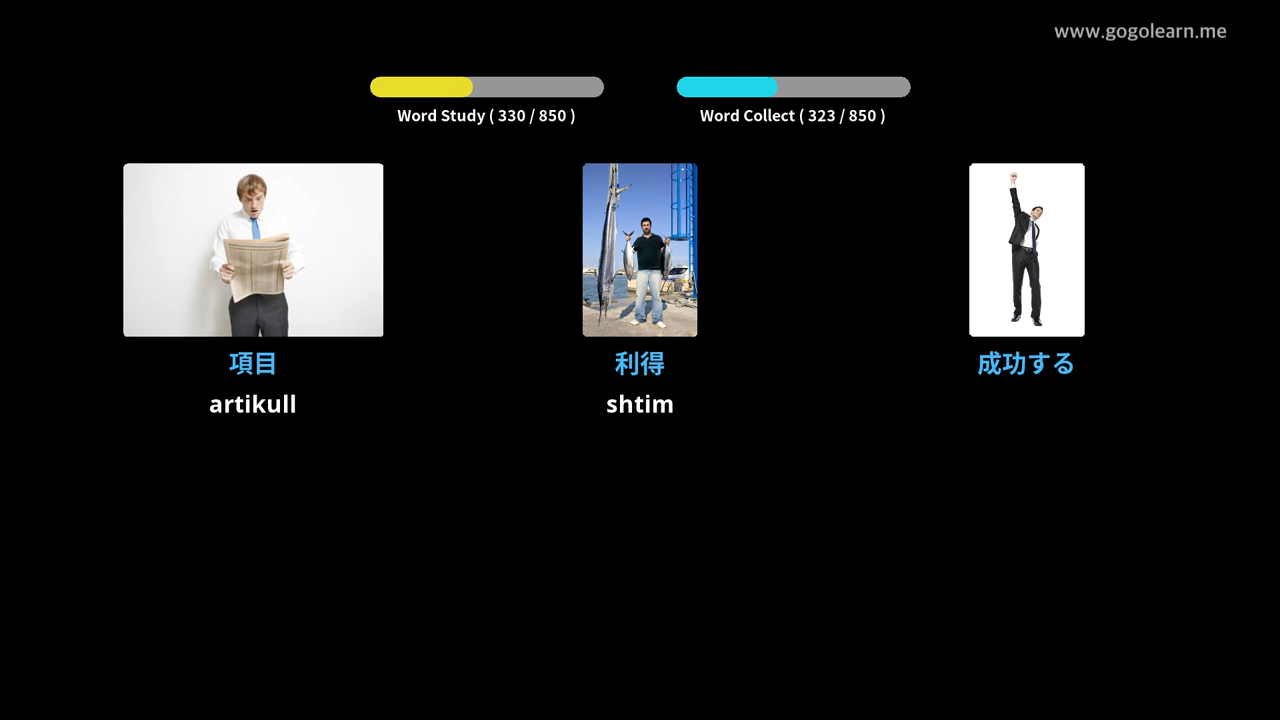 www.gogolearn.me
Word Study ( 330 / 850 )
Word Collect ( 323 / 850 )
項目
利得
成功する
artikull
shtim